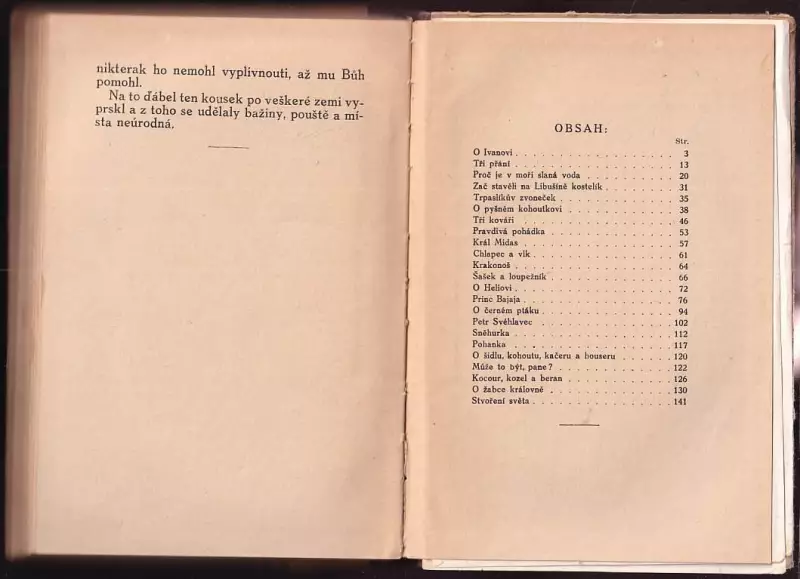 nikterak ho nemohl vyplivnouti, až mu Bůh
pomohl.
Na to ďábel ten kousek po veškeré zemi vy-
prskl a z toho se udělaly bažiny, pouště a mí-
sta neúrodná.
OBSAH:
Str.
O Ivanovi . . . . . . . . . . . . . . . . 3
Tři přání . . . . . . . . . . . . . . . . 13
Proč je v moři slaná voda . . . . . . . . . . 20
Zač stavěli na Libušíně kostelík . . . . . . . . 31
Trpaslíkův zvoneček . . . . . . . . . . . . 35
O pyšném kohoutkovi . . . . . . . . . . . . 38
Tři kováři . . . . . . . . . . . . . . . . 46
Pravdivá pohádka . . . . . . . . . . . . . 53
Král Midas . . . . . . . . . . . . . . . 57
Chlapec a vlk . . . . . . . . . . . . . . 61
Krakonoš . . . . . . . . . . . . . . . . 64
Šašek a loupežník . . . . . . . . . . . . . 66
O Heliovi . . . . . . . . . . . . . . . . 72
Princ Bajaja . . . . . . . . . . . . . . . 76
O černém ptáku . . . . . . . . . . . . . . 94
Petr Svéhlavec . . . . . . . . . . . . . . 102
Sněhurka . . . . . . . . . . . . . . . . 112
Pohanka . . . . . . . . . . . . . . . . 117
O šidlu, kohoutu, kačeru a houseru . . . . . . . 120
Může to být, pane? . . . . . . . . . . . . 122
Kocour, kozel a beran . . . . . . . . . . . . 126
O žabce královně . . . . . . . . . . . . . 130
Stvoření světa . . . . . . . . . . . . . . 141